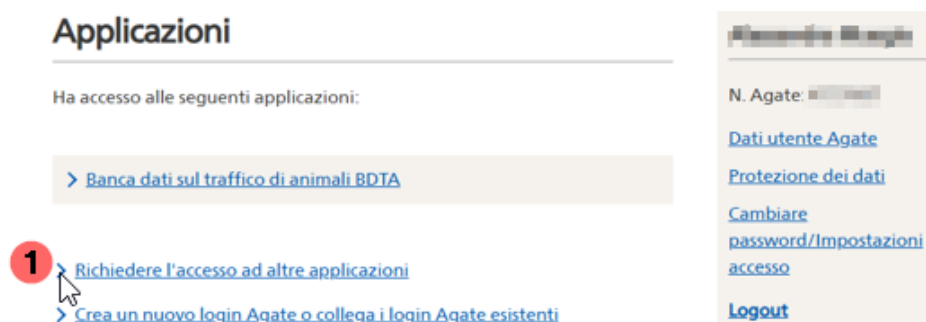 Applicazioni
Ha accesso alle seguenti applicazioni:
N. Agate:
Dati utente Agate
Banca dati sul traffico di animali BDTA
Protezione dei dati
Cambiare
password/Impostazioni
accesso
1
Richiedere l'accesso ad altre applicazioni
Crea un nuovo login Agate o collega i login Agate esistenti
Logout